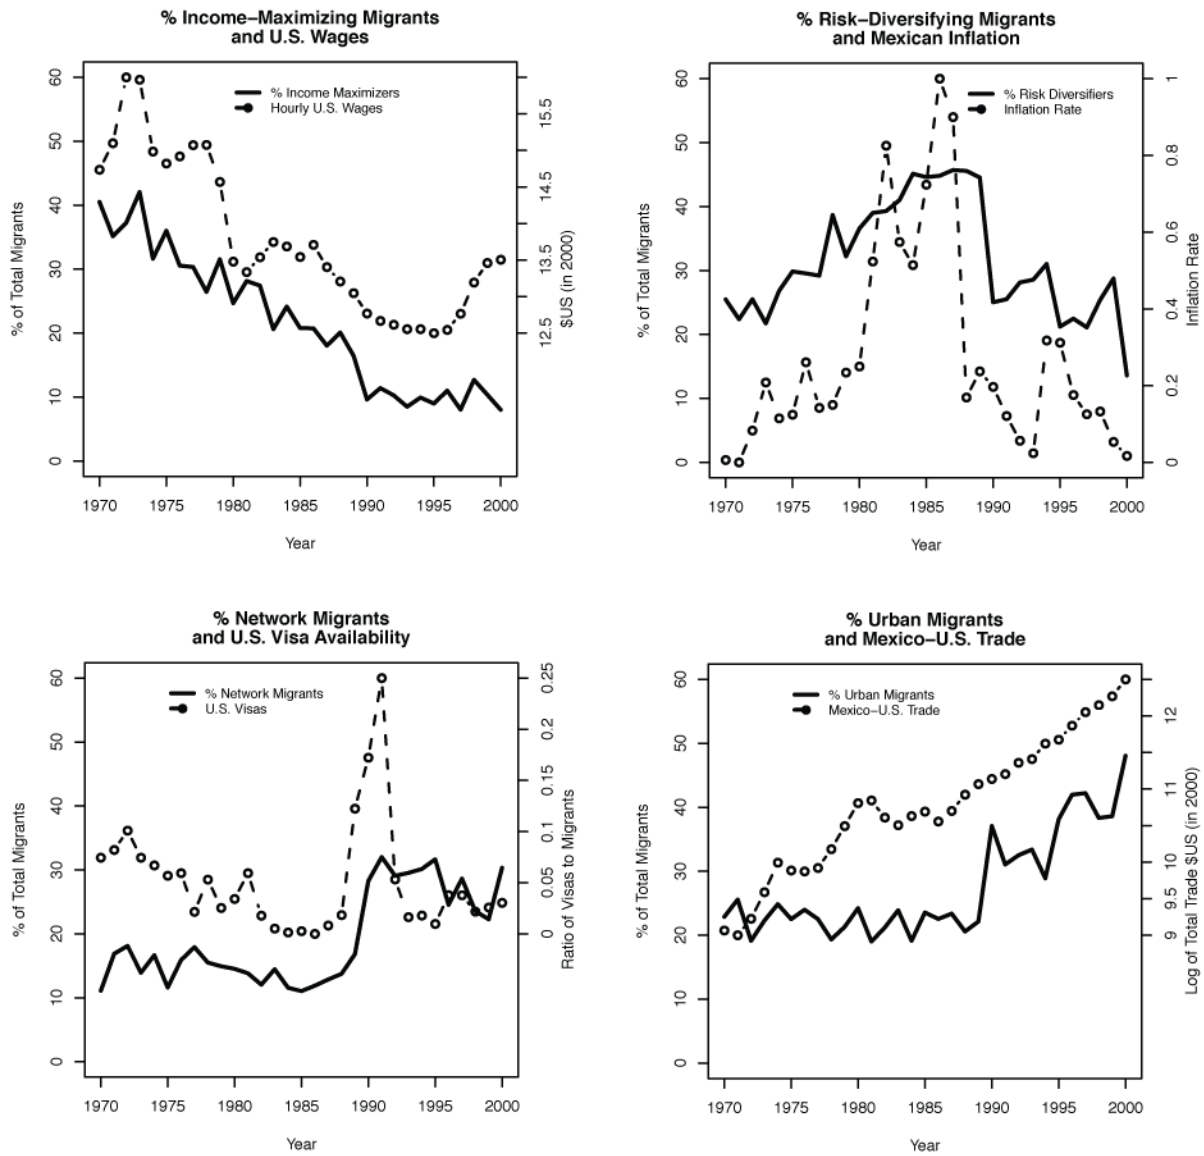 % Income−Maximizing Migrants
and U.S. Wages
% Income Maximizers
Hourly U.S. Wages
% of Total Migrants
0
10
20
30
40
50
60
$US (in 2000)
12.5
13.5
14.5
15.5
1970
1975
1980
1985
1990
1995
2000
Year
% Risk−Diversifying Migrants
and Mexican Inflation
% Risk Diversifiers
Inflation Rate
% of Total Migrants
0
10
20
30
40
50
60
Inflation Rate
0
0.2
0.4
0.6
0.8
1
1970
1975
1980
1985
1990
1995
2000
Year
% Network Migrants
and U.S. Visa Availability
% Network Migrants
U.S. Visas
% of Total Migrants
0
10
20
30
40
50
60
Ratio of Visas to Migrants
0
0.05
0.1
0.15
0.2
0.25
1970
1975
1980
1985
1990
1995
2000
Year
% Urban Migrants
and Mexico−U.S. Trade
% Urban Migrants
Mexico−U.S. Trade
% of Total Migrants
0
10
20
30
40
50
60
Log of Total Trade $US (in 2000)
9
9.5
10
11
12
1970
1975
1980
1985
1990
1995
2000
Year